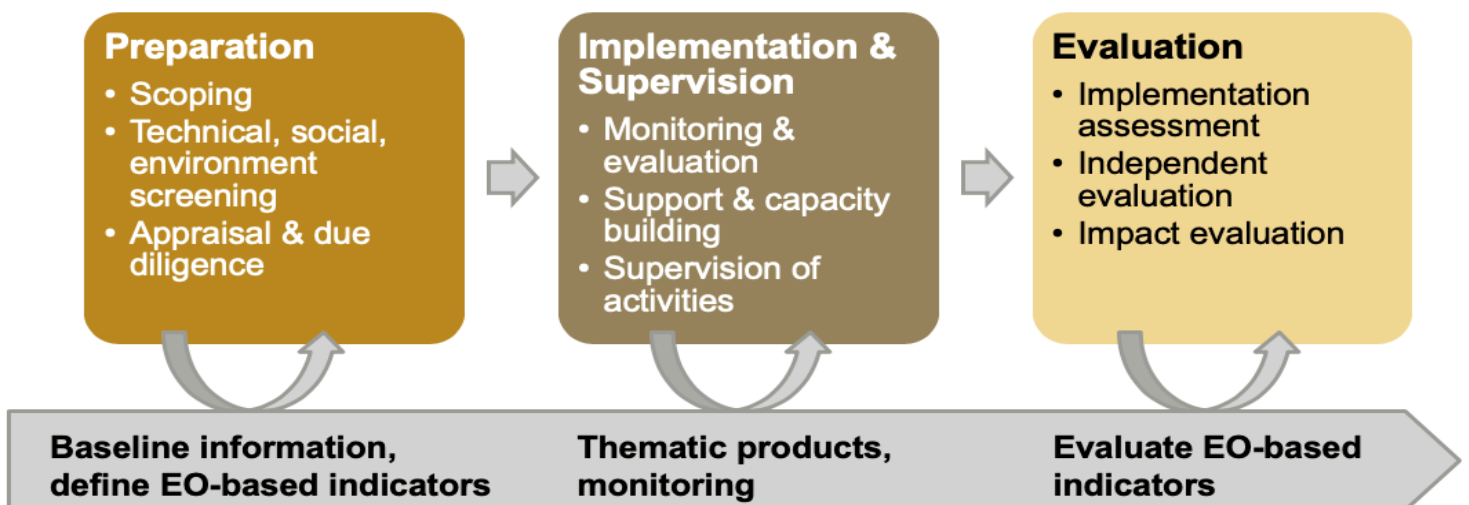 Preparation
• Scoping
• Technical, social,
environment
screening
• Appraisal & due
diligence
Implementation &
Supervision
• Monitoring &
evaluation
• Support & capacity
building
• Supervision of
activities
Evaluation
• Implementation
assessment
• Independent
evaluation
• Impact evaluation
Baseline information,
define EO-based indicators
Thematic products,
monitoring
Evaluate EO-based
indicators